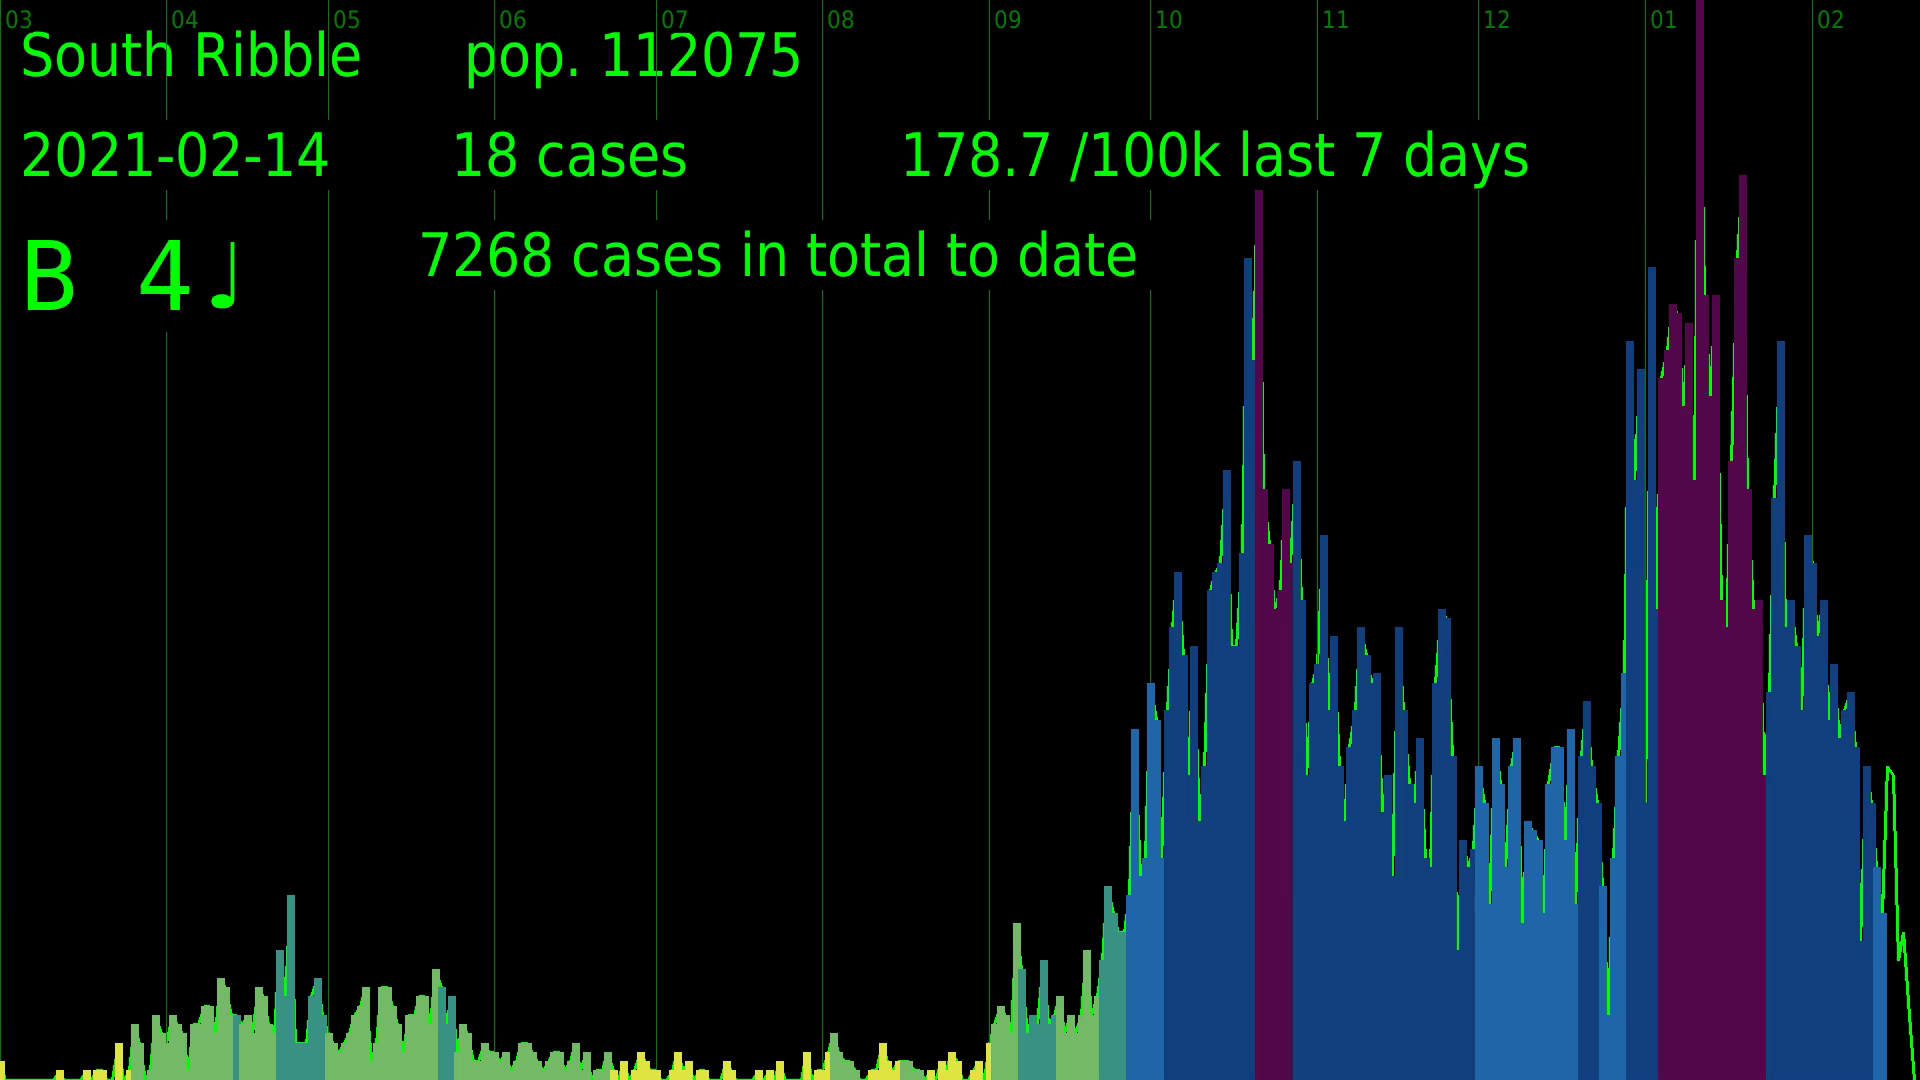 03 04 05 06 07 08 09 10 11 12 01 02
South Ribble pop. 112075
2021-02-14 18 cases 178.7 /100k last 7 days
B 4♩ 7268 cases in total to date